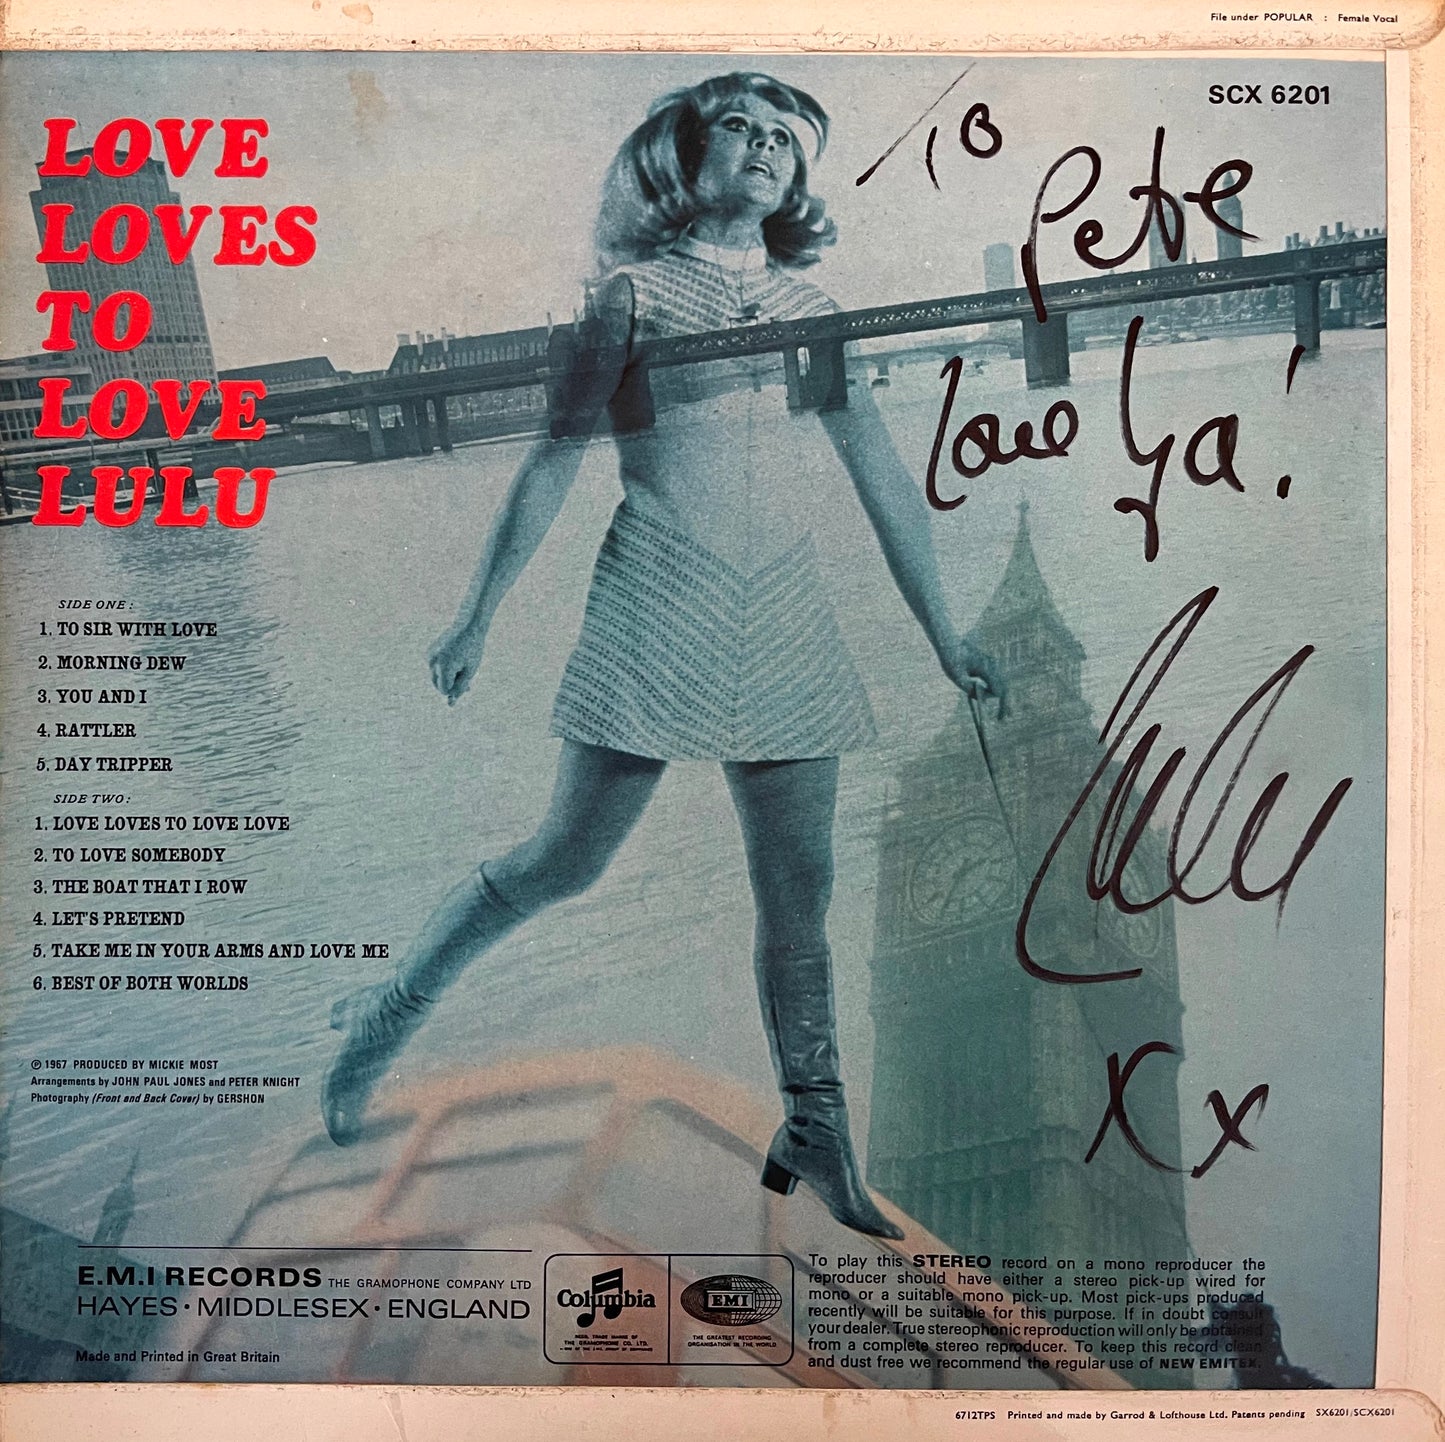 File under POPULAR : Female Vocal
SCX 6201
LOVE
LOVES
TO
LOVE
LULU
To
Pete
Love Ya!
Lulu
Xx
SIDE ONE:
1. TO SIR WITH LOVE
2. MORNING DEW
3. YOU AND I
4. RATTLER
5. DAY TRIPPER
SIDE TWO:
1. LOVE LOVES TO LOVE LOVE
2. TO LOVE SOMEBODY
3. THE BOAT THAT I ROW
4. LET'S PRETEND
5. TAKE ME IN YOUR ARMS AND LOVE ME
6. BEST OF BOTH WORLDS
℗ 1967 PRODUCED BY MICKIE MOST
Arrangements by JOHN PAUL JONES and PETER KNIGHT
Photography (Front and Back Cover) by GERSHON
E.M.I RECORDS THE GRAMOPHONE COMPANY LTD
HAYES · MIDDLESEX · ENGLAND
Made and Printed in Great Britain
Columbia
REGD. TRADE MARKS OF
THE GRAMOPHONE CO. LTD.
EMI
THE GREATEST RECORDING
ORGANISATION IN THE WORLD
To play this STEREO record on a mono reproducer the
reproducer should have either a stereo pick-up wired for
mono or a suitable mono pick-up. Most pick-ups produced
recently will be suitable for this purpose. If in doubt consult
your dealer. True stereophonic reproduction will only be obtained
from a complete stereo reproducer. To keep this record clean
and dust free we recommend the regular use of NEW EMITEX.
6712TPS Printed and made by Garrod & Lofthouse Ltd. Patents pending SX6201/SCX6201